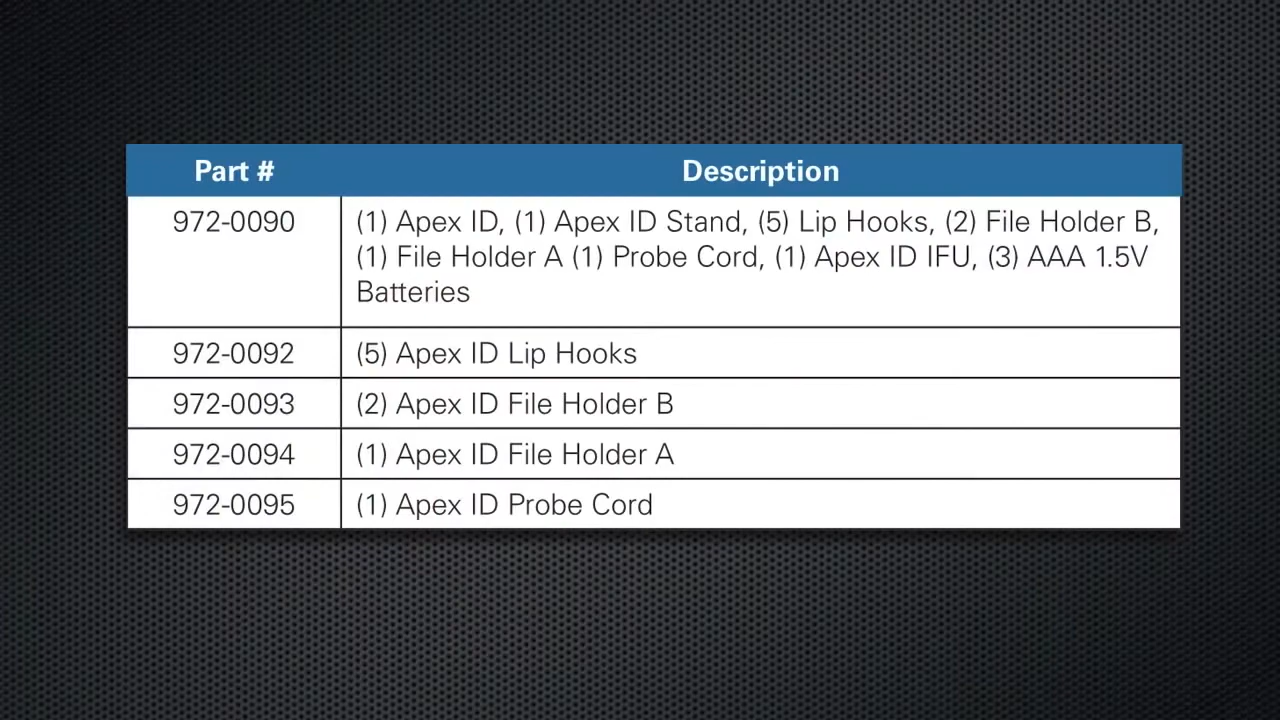 Part # Description
972-0090 (1) Apex ID, (1) Apex ID Stand, (5) Lip Hooks, (2) File Holder B,
(1) File Holder A (1) Probe Cord, (1) Apex ID IFU, (3) AAA 1.5V
Batteries
972-0092 (5) Apex ID Lip Hooks
972-0093 (2) Apex ID File Holder B
972-0094 (1) Apex ID File Holder A
972-0095 (1) Apex ID Probe Cord